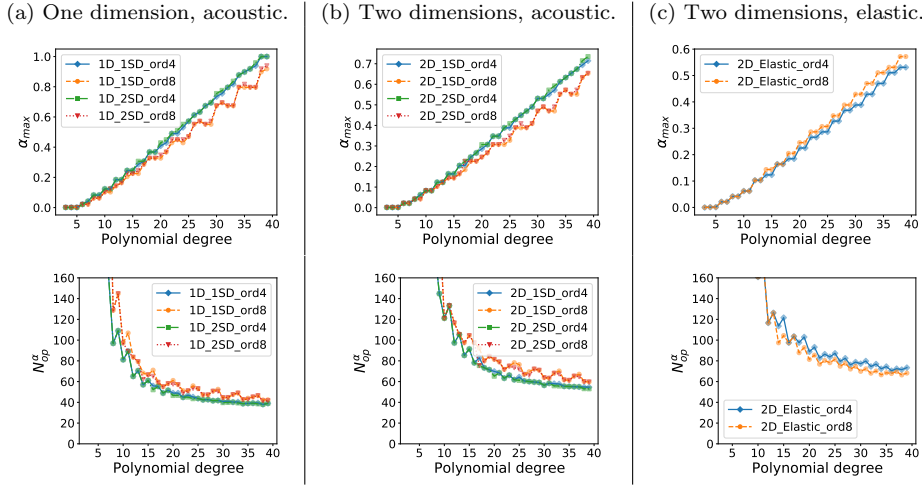 (a) One dimension, acoustic.
(b) Two dimensions, acoustic.
(c) Two dimensions, elastic.
1D_1SD_ord4
1D_1SD_ord8
1D_2SD_ord4
1D_2SD_ord8
α_max
1.0
0.8
0.6
0.4
0.2
0.0
5 10 15 20 25 30 35 40
Polynomial degree
2D_1SD_ord4
2D_1SD_ord8
2D_2SD_ord4
2D_2SD_ord8
α_max
0.7
0.6
0.5
0.4
0.3
0.2
0.1
0.0
5 10 15 20 25 30 35 40
Polynomial degree
2D_Elastic_ord4
2D_Elastic_ord8
α_max
0.6
0.5
0.4
0.3
0.2
0.1
0.0
5 10 15 20 25 30 35 40
Polynomial degree
1D_1SD_ord4
1D_1SD_ord8
1D_2SD_ord4
1D_2SD_ord8
N^α_op
160
140
120
100
80
60
40
20
0
5 10 15 20 25 30 35 40
Polynomial degree
2D_1SD_ord4
2D_1SD_ord8
2D_2SD_ord4
2D_2SD_ord8
N^α_op
160
140
120
100
80
60
40
20
0
5 10 15 20 25 30 35 40
Polynomial degree
N^α_op
160
140
120
100
80
60
40
20
0
2D_Elastic_ord4
2D_Elastic_ord8
5 10 15 20 25 30 35 40
Polynomial degree